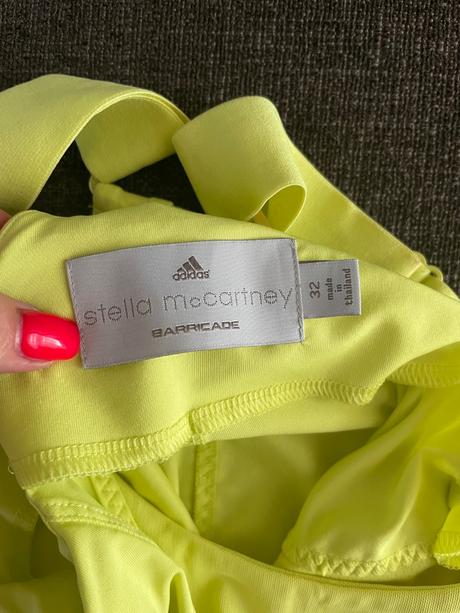 adidas
stella mccartney
BARRICADE
32
made
in
thailand